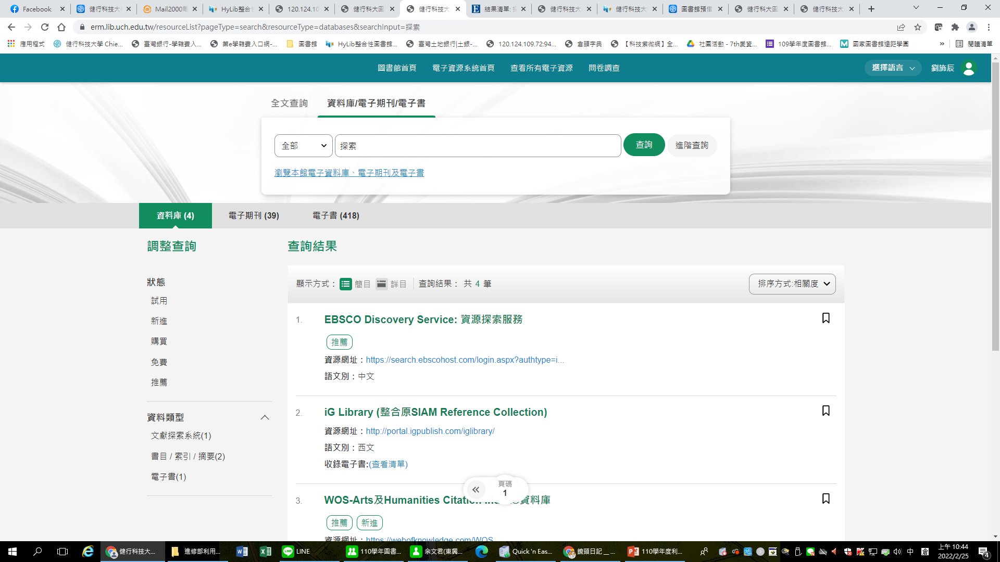 Facebook
健行科技大
Mail2000電
HyLib整合性
120.124.10
健行科大圖
健行科技大
結果清單:
健行科技大
健行科技大
圖書館預借
健行科大圖
健行科技大
erm.lib.uch.edu.tw/resourceList?pageType=search&resourceType=databases&searchInput=探索
應用程式
健行科技大學 Chie...
臺灣銀行-學雜費入...
第e學雜費入口網-...
圖書館
HyLib整合性圖書館...
臺灣土地銀行|土銀-...
120.124.109.72:94...
倉頡字典
【科技紫微網】全...
社團活動 - 7th愛資...
109學年度圖書館...
國家圖書館遠距學園
»
閱讀清單
圖書館首頁
電子資源系統首頁
查看所有電子資源
問卷調查
選擇語言
劉斾辰
全文查詢
資料庫/電子期刊/電子書
全部
探索
查詢
進階查詢
瀏覽本館電子資料庫、電子期刊及電子書
資料庫 (4)
電子期刊 (39)
電子書 (418)
調整查詢
狀態
試用
新進
購買
免費
推薦
資料類型
文獻探索系統(1)
書目 / 索引 / 摘要(2)
電子書(1)
查詢結果
顯示方式： 簡目 詳目 查詢結果： 共 4 筆
排序方式:相關度
1. EBSCO Discovery Service: 資源探索服務
推薦
資源網址：https://search.ebscohost.com/login.aspx?authtype=i...
語文別：中文
2. iG Library (整合原SIAM Reference Collection)
資源網址：http://portal.igpublish.com/iglibrary/
語文別：西文
收錄電子書:(查看清單)
頁碼
1
3. WOS-Arts及Humanities Citation 資料庫
推薦 新進
資源網址：https://webofknowledge.com/WOS
健行科技大...
進修部利用...
LINE
110學年圖書...
余文君(東興...
Quick 'n Eas...
鏡頭日記 __ ...
110學年度利...
中
倉
上午 10:44
2022/2/25
4